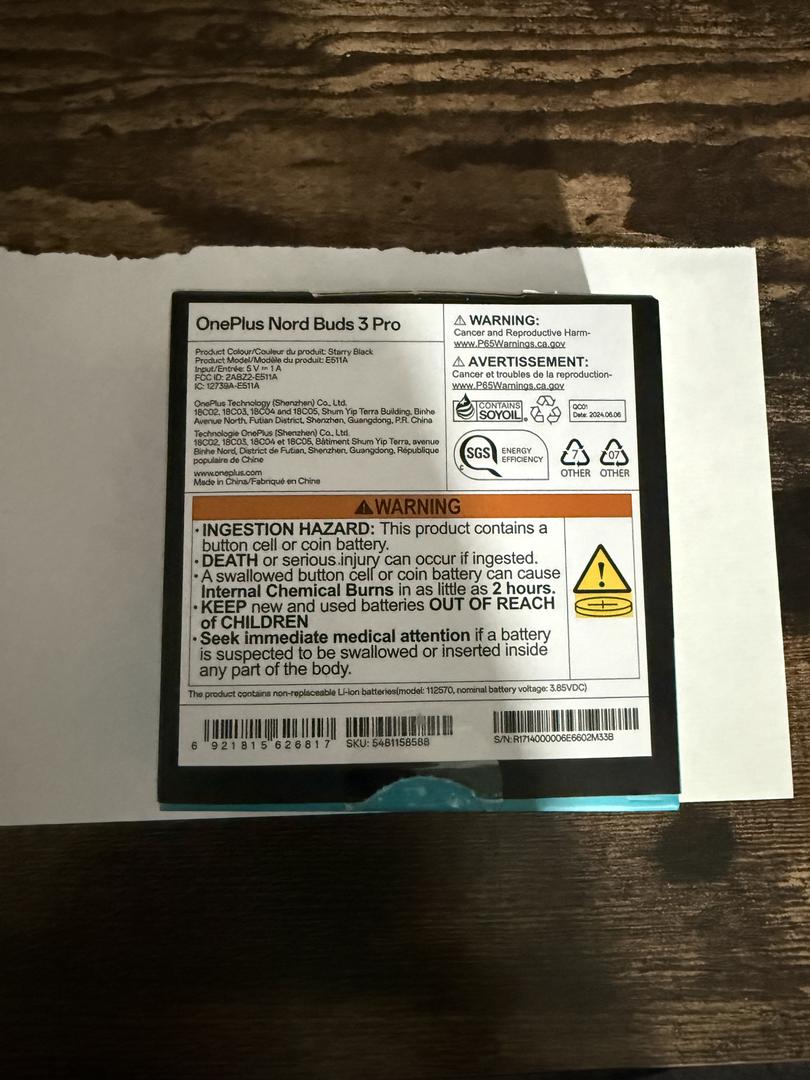 OnePlus Nord Buds 3 Pro
Product Colour/Couleur du produit: Starry Black
Product Model/Modèle du produit: E511A
Input/Entrée: 5 V ⎓ 1 A
FCC ID: 2ABZ2-E511A
IC: 12739A-E511A
OnePlus Technology (Shenzhen) Co., Ltd.
18C02, 18C03, 18C04 and 18C05, Shum Yip Terra Building, Binhe
Avenue North, Futian District, Shenzhen, Guangdong, P.R. China
Technologie OnePlus (Shenzhen) Co., Ltd.
18C02, 18C03, 18C04 et 18C05, Bâtiment Shum Yip Terra, avenue
Binhe Nord, District de Futian, Shenzhen, Guangdong, République
populaire de Chine
www.oneplus.com
Made in China/Fabriqué en Chine
⚠ WARNING:
Cancer and Reproductive Harm-
www.P65Warnings.ca.gov
⚠ AVERTISSEMENT:
Cancer et troubles de la reproduction-
www.P65Warnings.ca.gov
CONTAINS
SOYOIL
QC01
Date: 2024.06.06
SGS
ENERGY
EFFICIENCY
7
OTHER
07
OTHER
⚠WARNING
• INGESTION HAZARD: This product contains a
button cell or coin battery.
• DEATH or serious injury can occur if ingested.
• A swallowed button cell or coin battery can cause
Internal Chemical Burns in as little as 2 hours.
• KEEP new and used batteries OUT OF REACH
of CHILDREN
• Seek immediate medical attention if a battery
is suspected to be swallowed or inserted inside
any part of the body.
The product contains non-replaceable Li-ion batteries(model: 112570, nominal battery voltage: 3.85VDC)
6 921815 626817
SKU: 5481158588
S/N: R1714000006E6602M33B